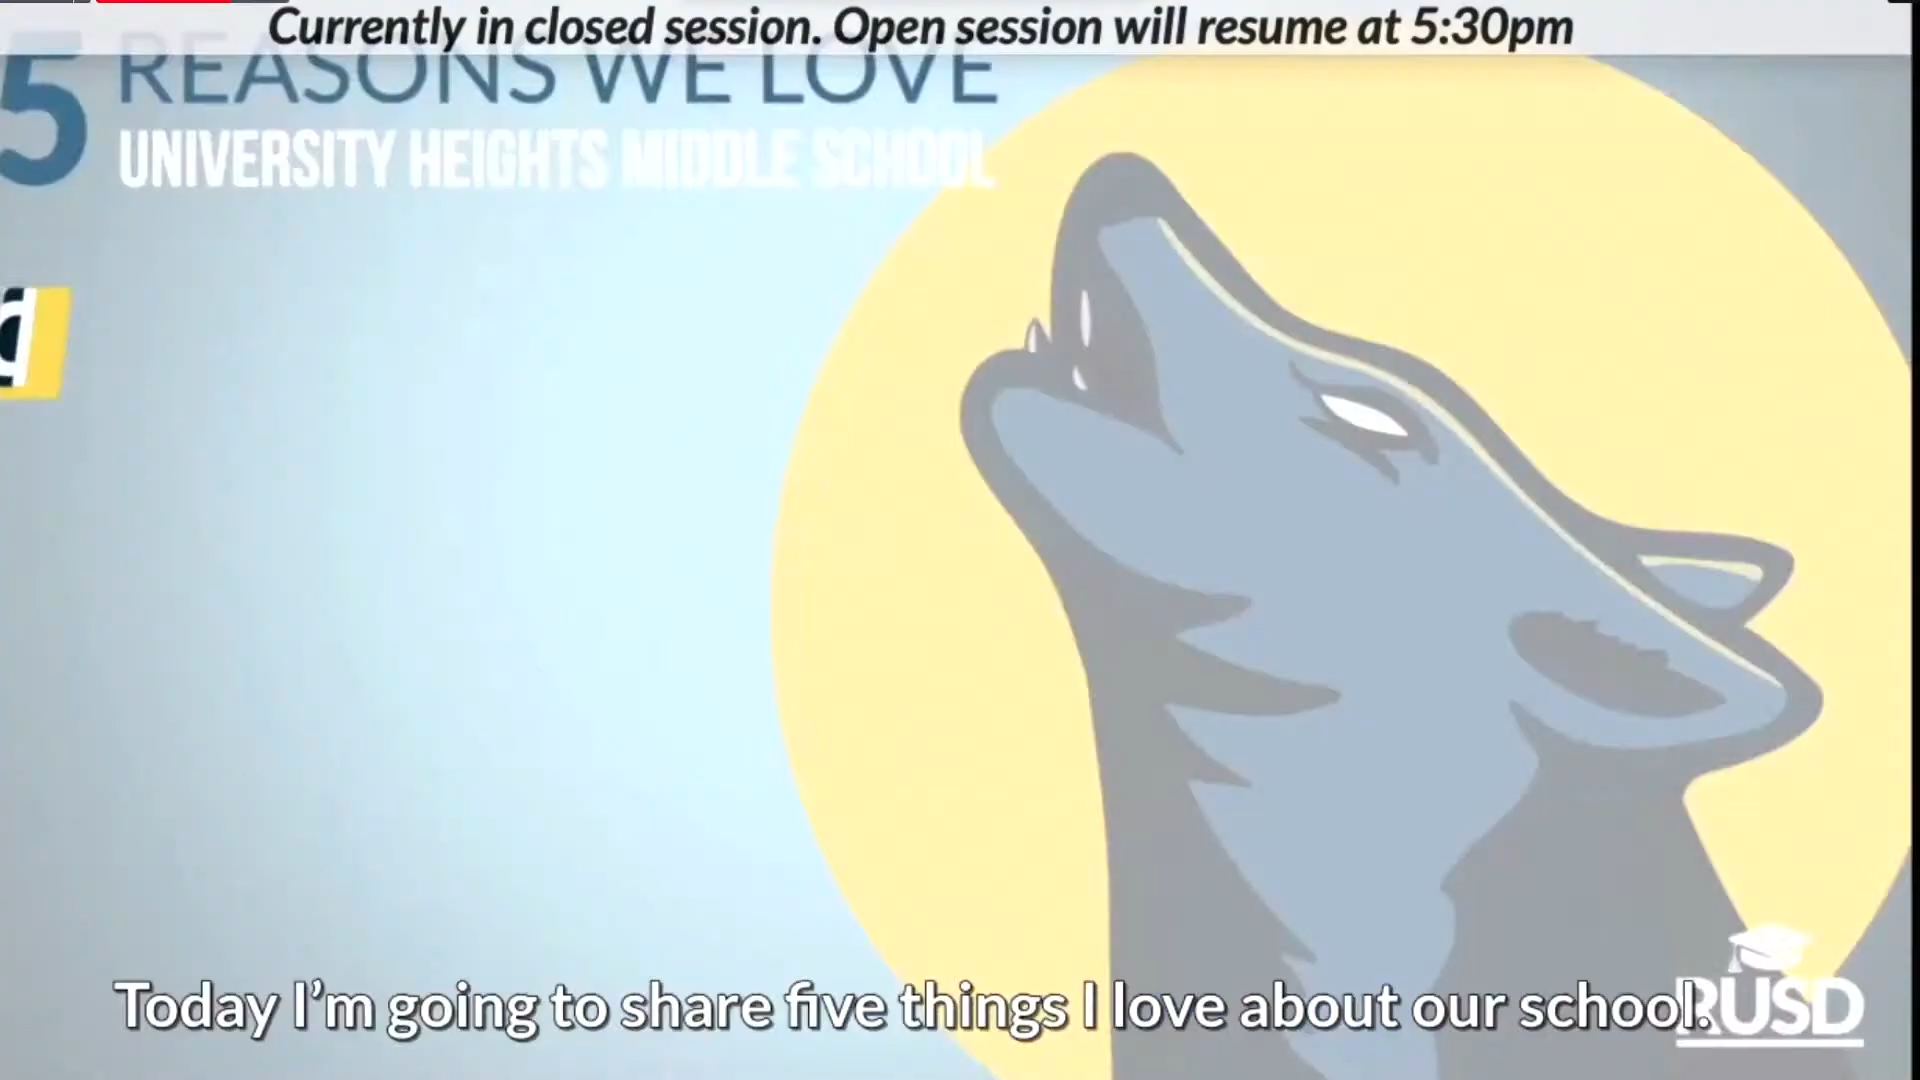 Currently in closed session. Open session will resume at 5:30pm
5 REASONS WE LOVE
UNIVERSITY HEIGHTS MIDDLE SCHOOL
Today I'm going to share five things I love about our school.
RUSD